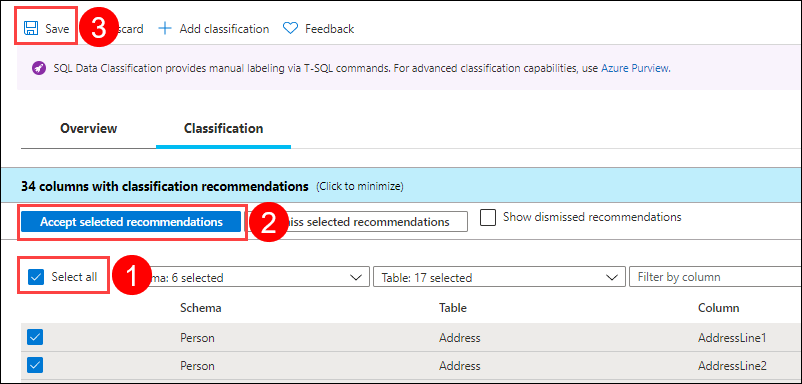 Save 3 card + Add classification Feedback
SQL Data Classification provides manual labeling via T-SQL commands. For advanced classification capabilities, use Azure Purview.
Overview Classification
34 columns with classification recommendations (Click to minimize)
Accept selected recommendations 2 iss selected recommendations Show dismissed recommendations
Select all 1 ma: 6 selected Table: 17 selected Filter by column
Schema Table Column
Person Address AddressLine1
Person Address AddressLine2